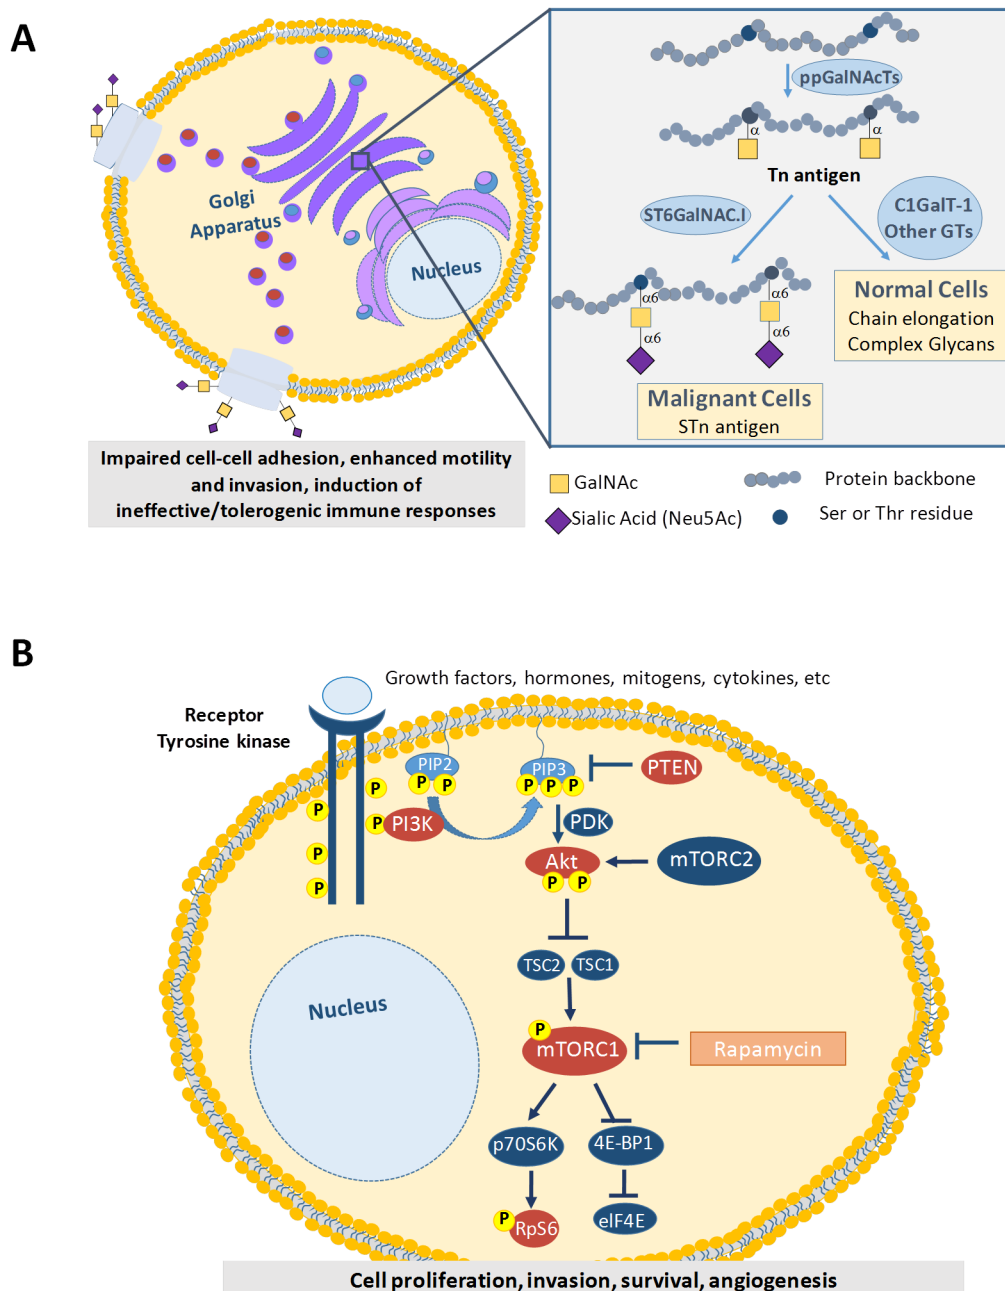 A
Golgi
Apparatus
Nucleus
ppGalNAcTs
α
α
Tn antigen
ST6GalNAC.I
C1GalT-1
Other GTs
α6
α6
α6
α6
Normal Cells
Chain elongation
Complex Glycans
Malignant Cells
STn antigen
Impaired cell-cell adhesion, enhanced motility
and invasion, induction of
ineffective/tolerogenic immune responses
GalNAc
Protein backbone
Sialic Acid (Neu5Ac)
Ser or Thr residue
B
Growth factors, hormones, mitogens, cytokines, etc
Receptor
Tyrosine kinase
PIP2
P P
PIP3
P P P
PTEN
P
P
P
PI3K
PDK
P
P
Akt
P P
mTORC2
TSC2
TSC1
Nucleus
P
mTORC1
Rapamycin
p70S6K
4E-BP1
P
RpS6
eIF4E
Cell proliferation, invasion, survival, angiogenesis